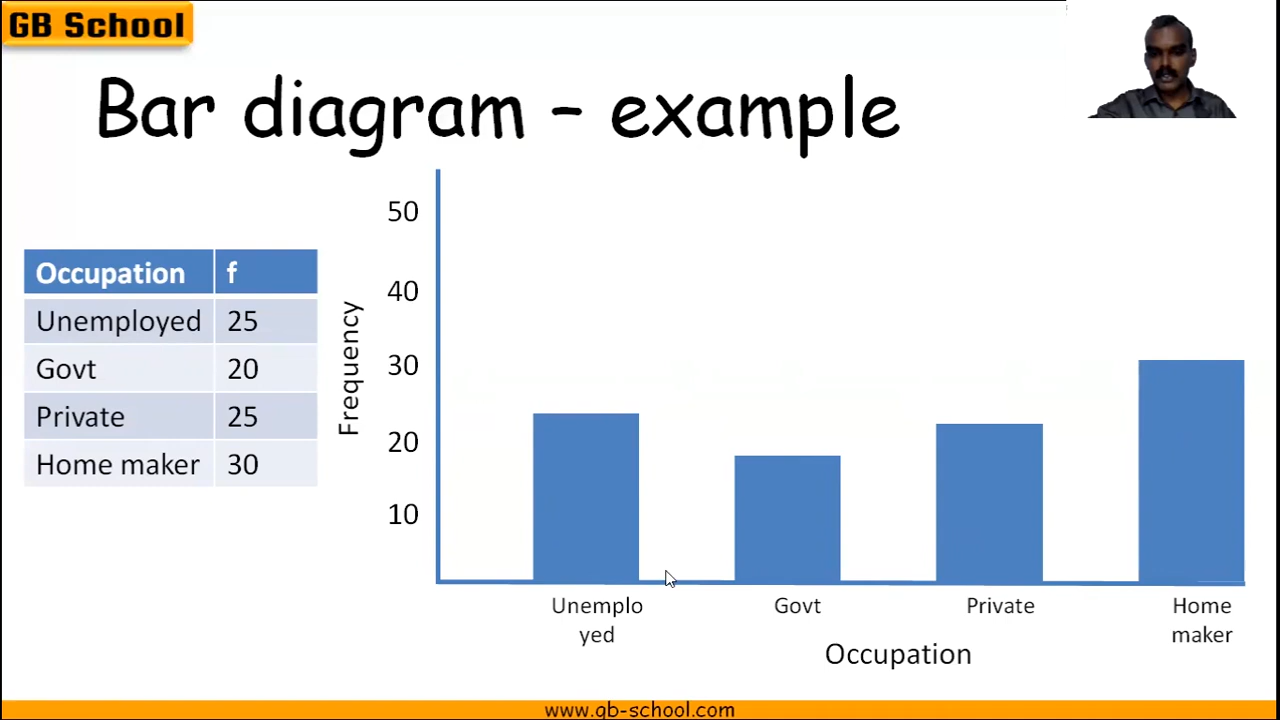 GB School
Bar diagram – example
Occupation f
Unemployed 25
Govt 20
Private 25
Home maker 30
Frequency
50
40
30
20
10
Unemplo
yed
Govt
Private
Home
maker
Occupation
www.gb-school.com